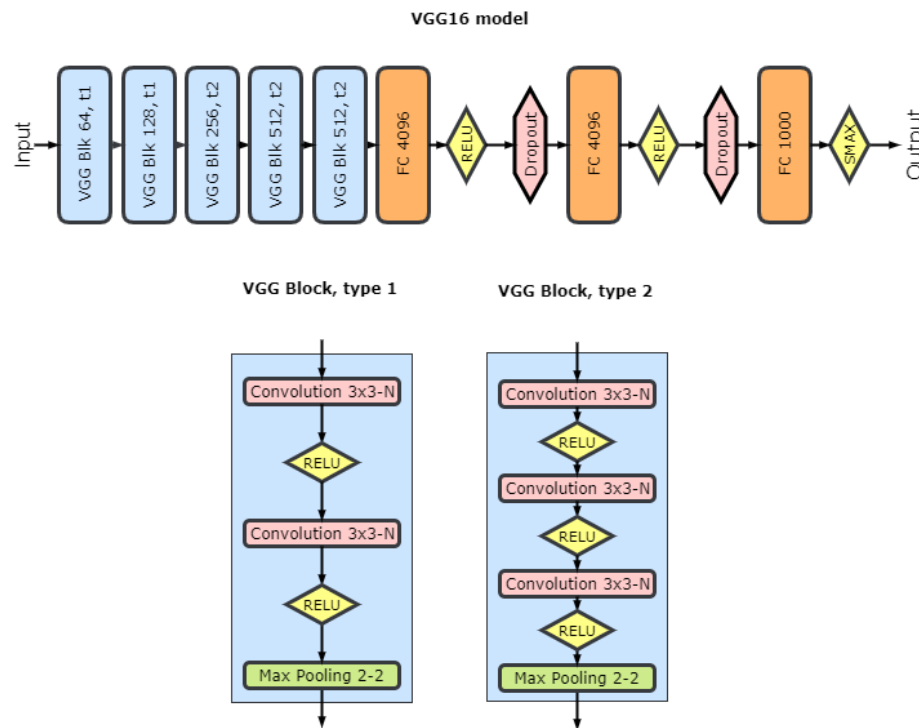 VGG16 model
Input
VGG Blk 64, t1
VGG Blk 128, t1
VGG Blk 256, t2
VGG Blk 512, t2
VGG Blk 512, t2
FC 4096
RELU
Dropout
FC 4096
RELU
Dropout
FC 1000
SMAX
Output
VGG Block, type 1
Convolution 3x3-N
RELU
Convolution 3x3-N
RELU
Max Pooling 2-2
VGG Block, type 2
Convolution 3x3-N
RELU
Convolution 3x3-N
RELU
Convolution 3x3-N
RELU
Max Pooling 2-2